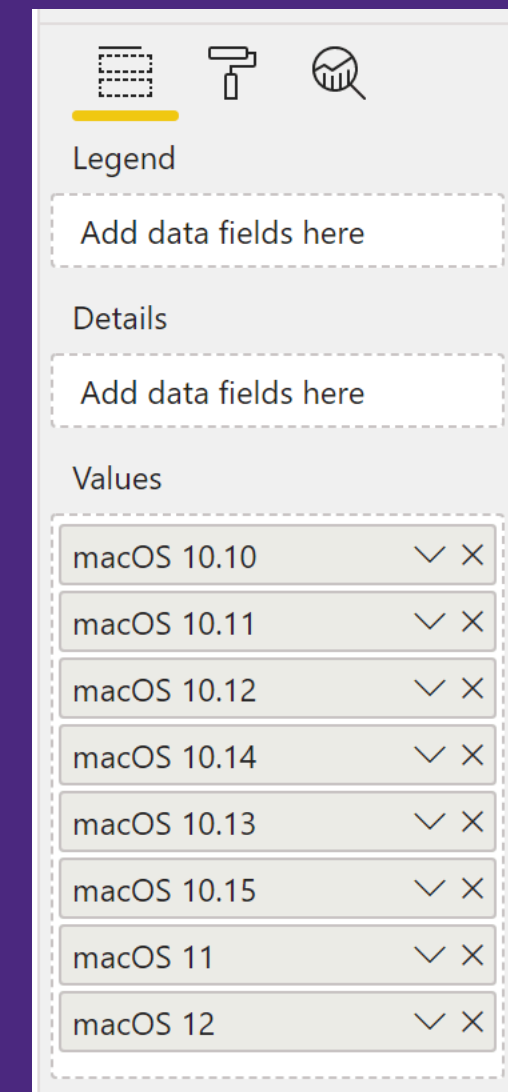 Legend
Add data fields here
Details
Add data fields here
Values
macOS 10.10
macOS 10.11
macOS 10.12
macOS 10.14
macOS 10.13
macOS 10.15
macOS 11
macOS 12